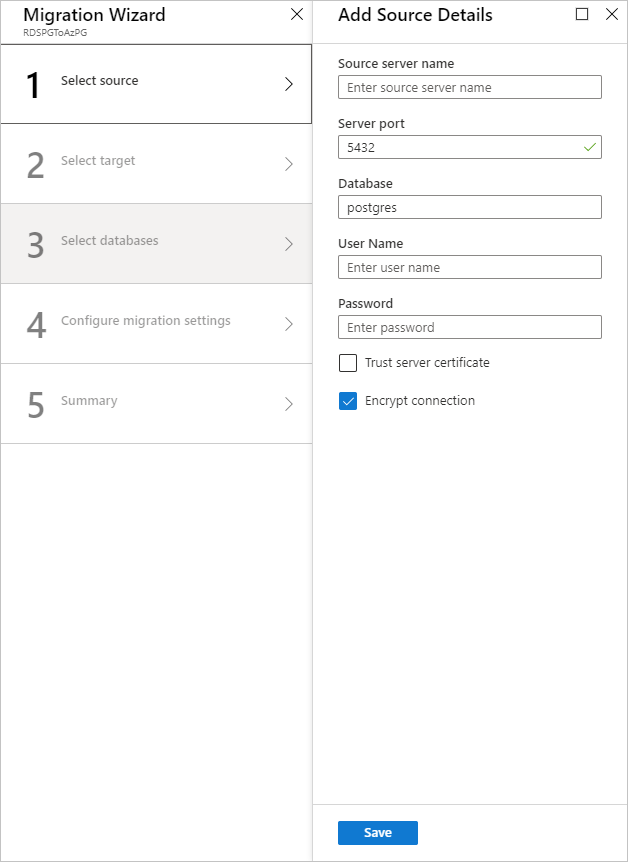 Migration Wizard
RDSPGToAzPG
1 Select source
2 Select target
3 Select databases
4 Configure migration settings
5 Summary
Add Source Details
Source server name
Enter source server name
Server port
5432
Database
postgres
User Name
Enter user name
Password
Enter password
Trust server certificate
Encrypt connection
Save